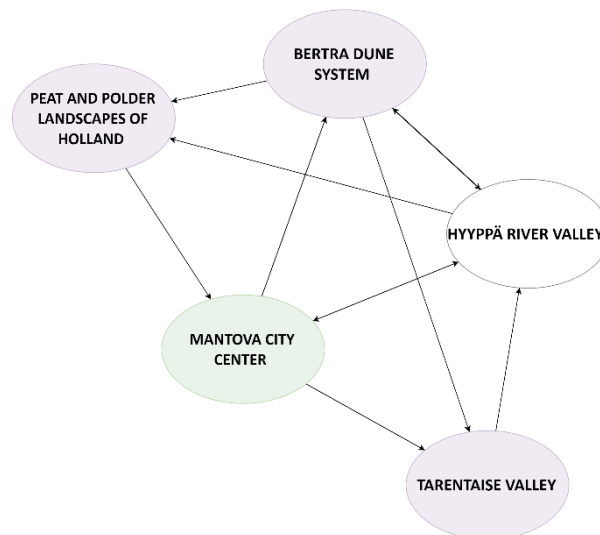 BERTRA DUNE
SYSTEM
PEAT AND POLDER
LANDSCAPES OF
HOLLAND
HYYPPÄ RIVER VALLEY
MANTOVA CITY
CENTER
TARENTAISE VALLEY